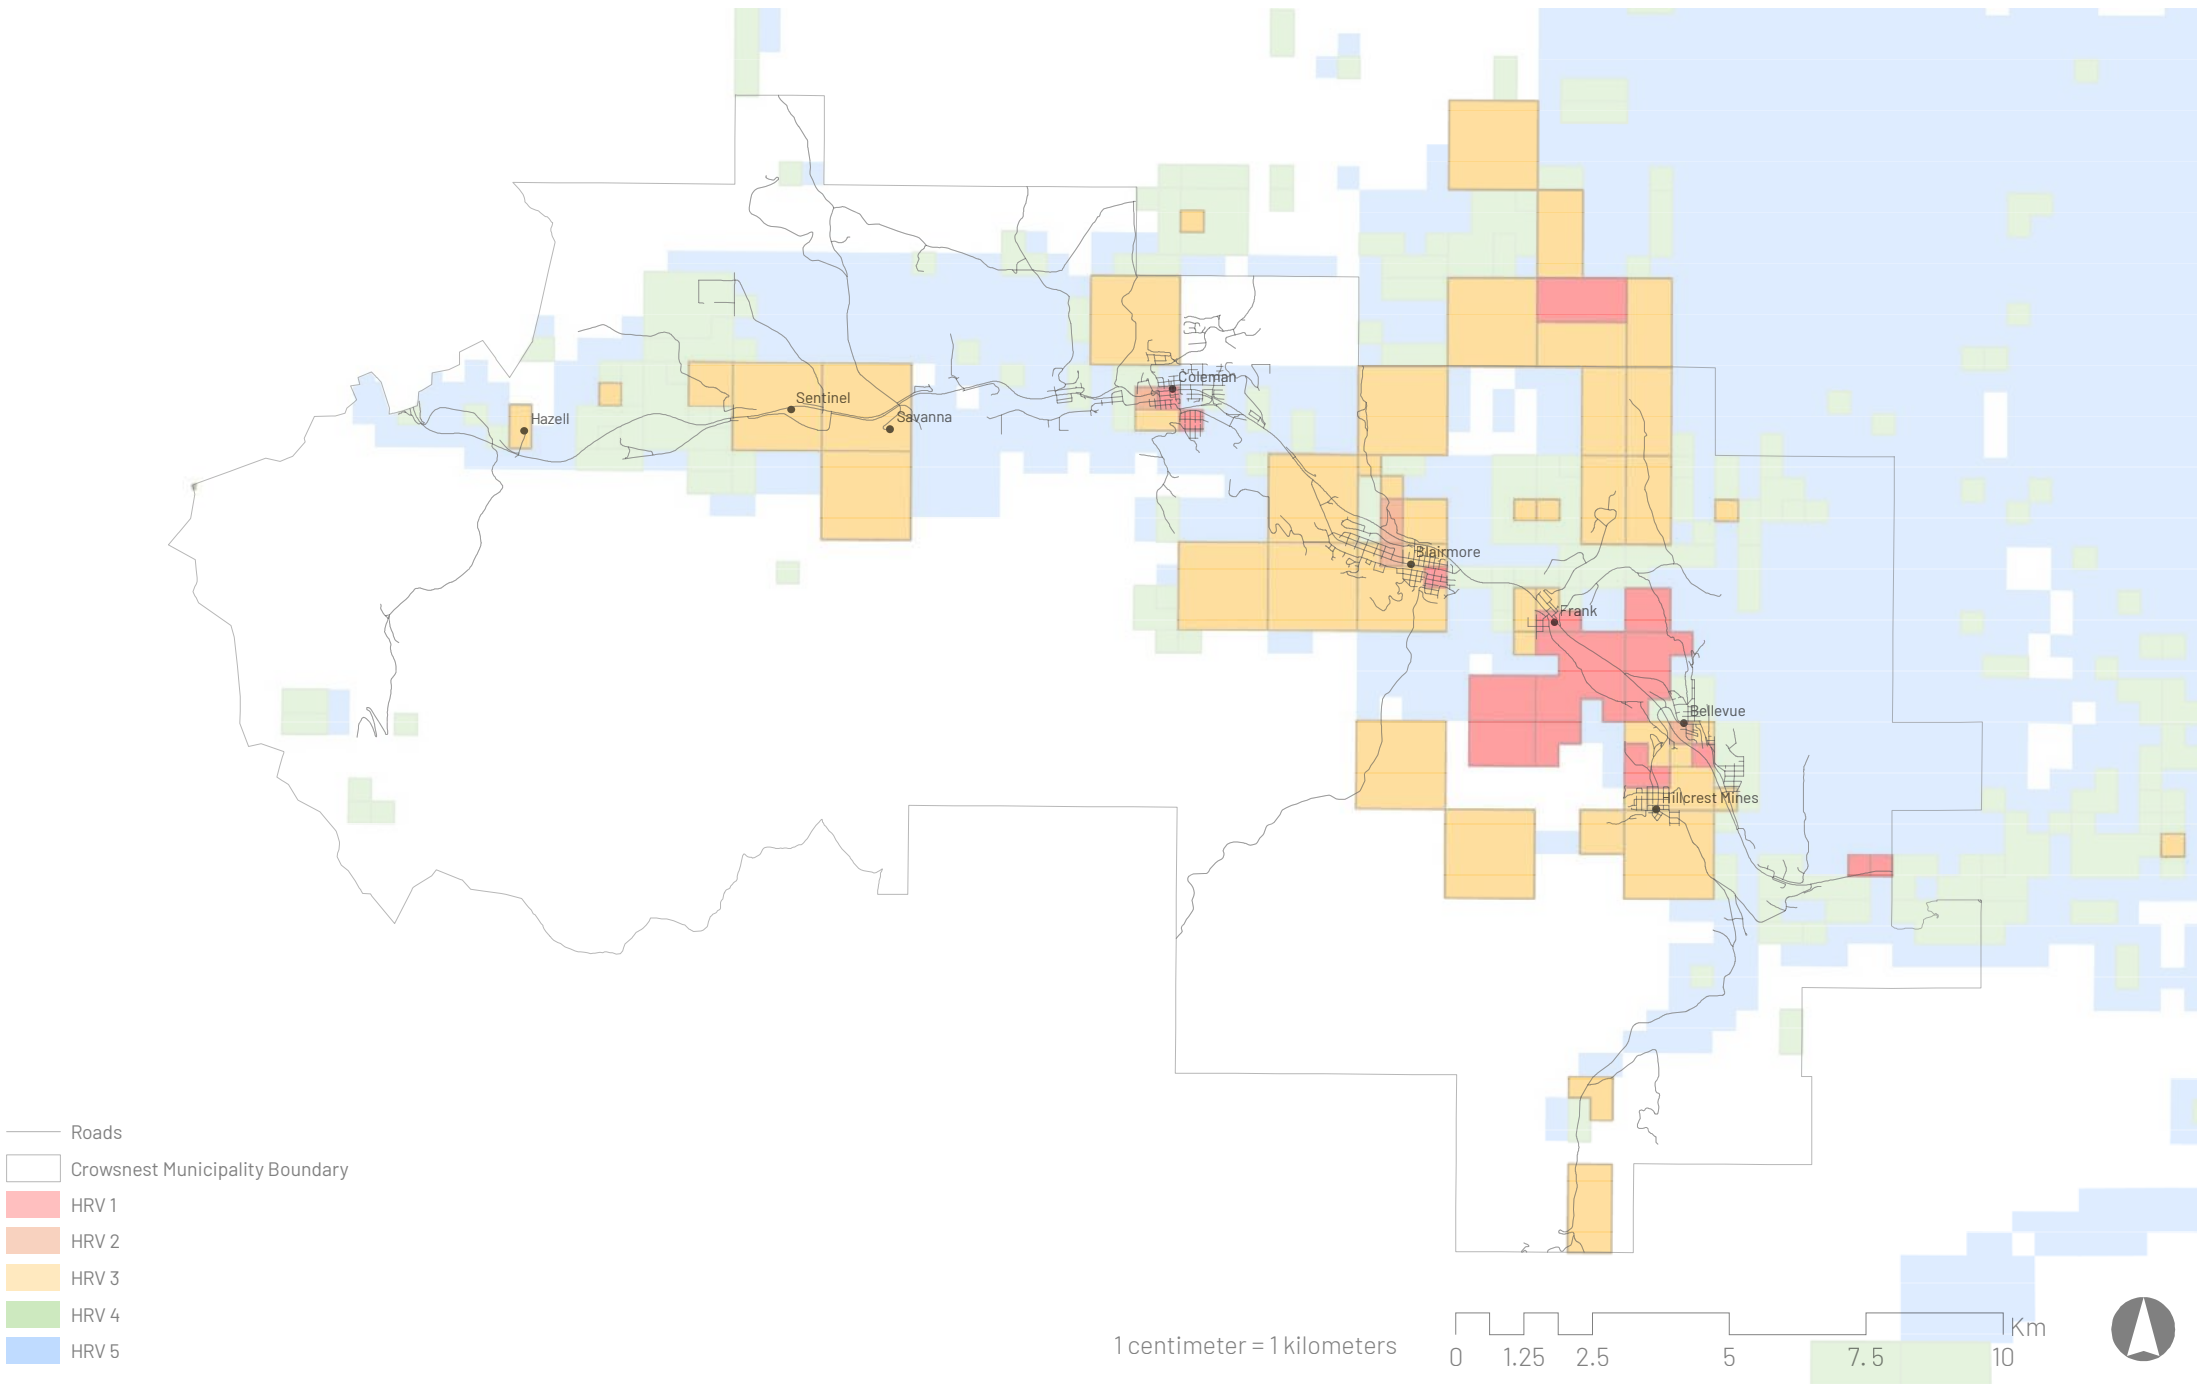 Coleman
Sentinel
Hazell
Savanna
Blairmore
Frank
Bellevue
Hillcrest Mines
Roads
Crowsnest Municipality Boundary
HRV 1
HRV 2
HRV 3
HRV 4
HRV 5
1 centimeter = 1 kilometers
Km
0 1.25 2.5 5 7.5 10